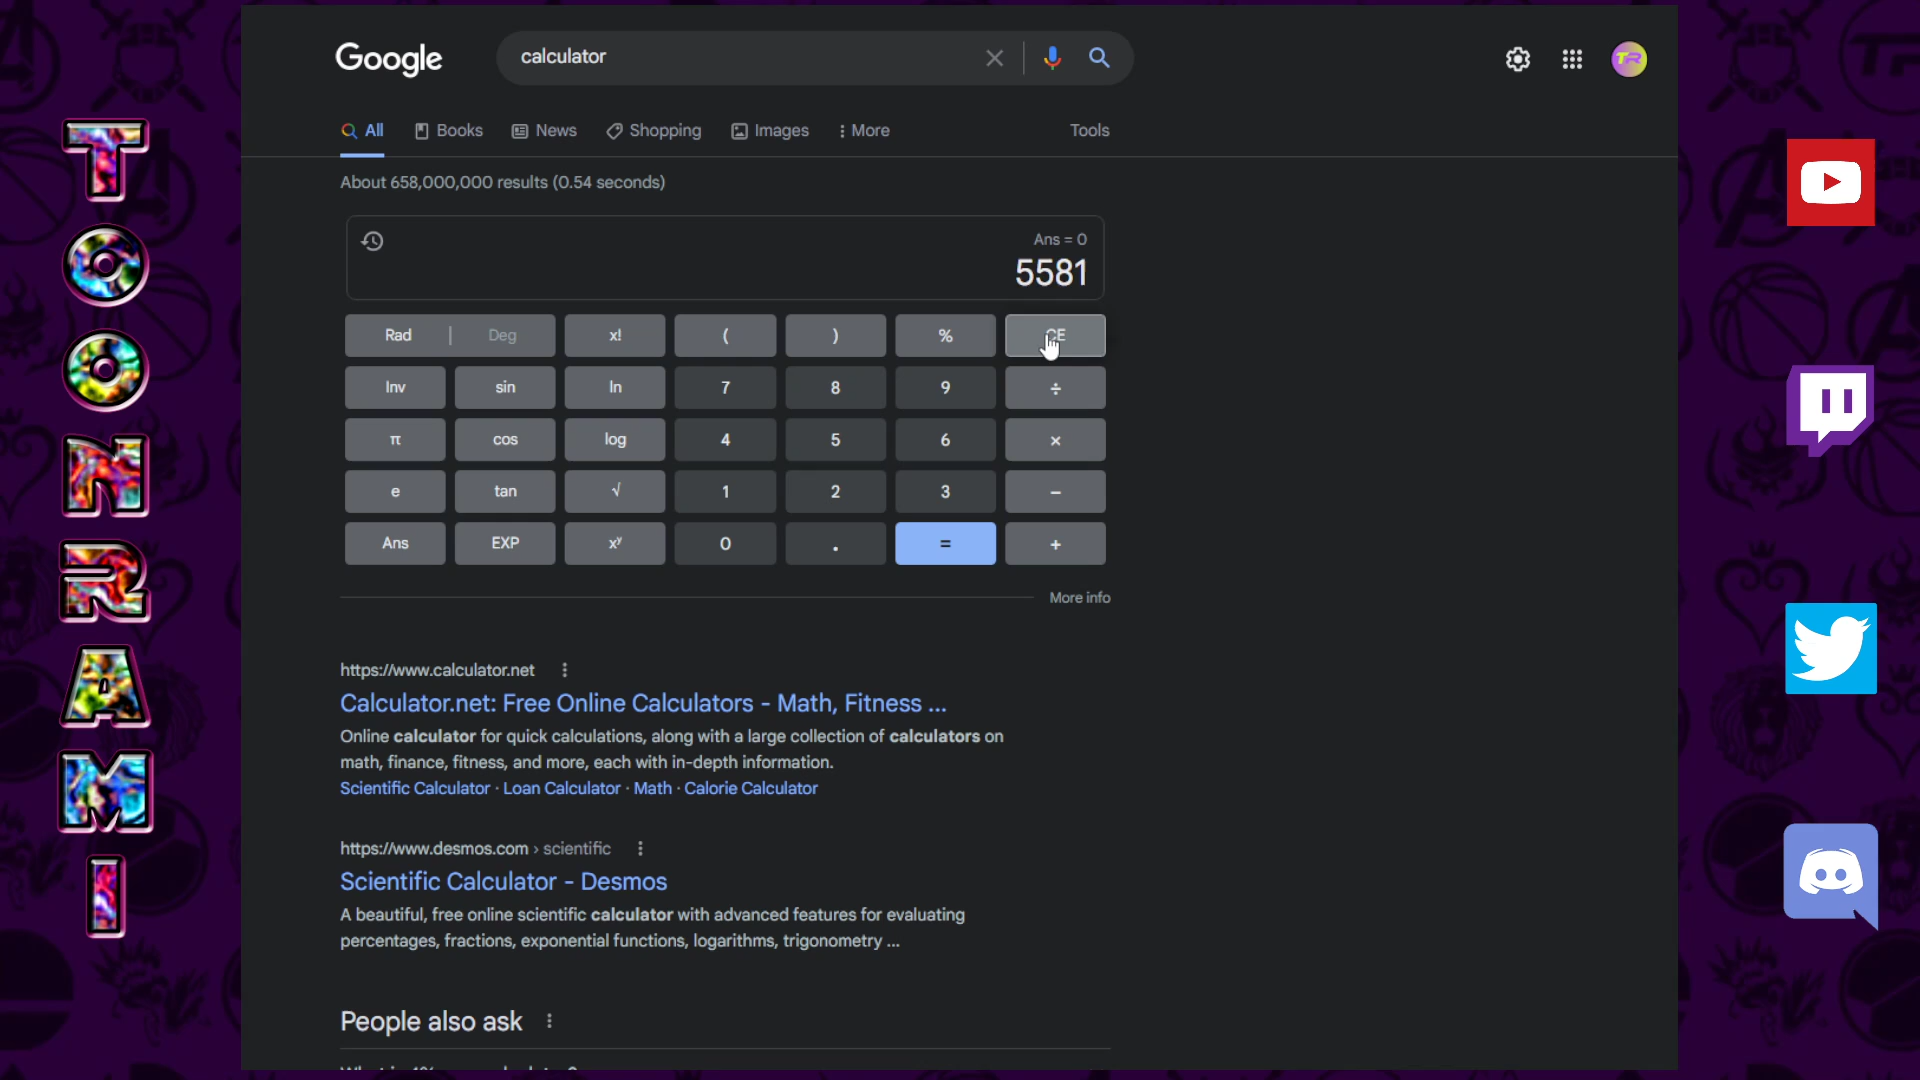 TOONRAMI
Google
calculator
TR
All
Books
News
Shopping
Images
More
Tools
About 658,000,000 results (0.54 seconds)
Ans = 0
5581
Rad | Deg x! ( ) % CE
Inv sin ln 7 8 9 ÷
π cos log 4 5 6 ×
e tan √ 1 2 3 −
Ans EXP xʸ 0 . = +
More info
https://www.calculator.net
Calculator.net: Free Online Calculators - Math, Fitness ...
Online calculator for quick calculations, along with a large collection of calculators on
math, finance, fitness, and more, each with in-depth information.
Scientific Calculator · Loan Calculator · Math · Calorie Calculator
https://www.desmos.com › scientific
Scientific Calculator - Desmos
A beautiful, free online scientific calculator with advanced features for evaluating
percentages, fractions, exponential functions, logarithms, trigonometry ...
People also ask